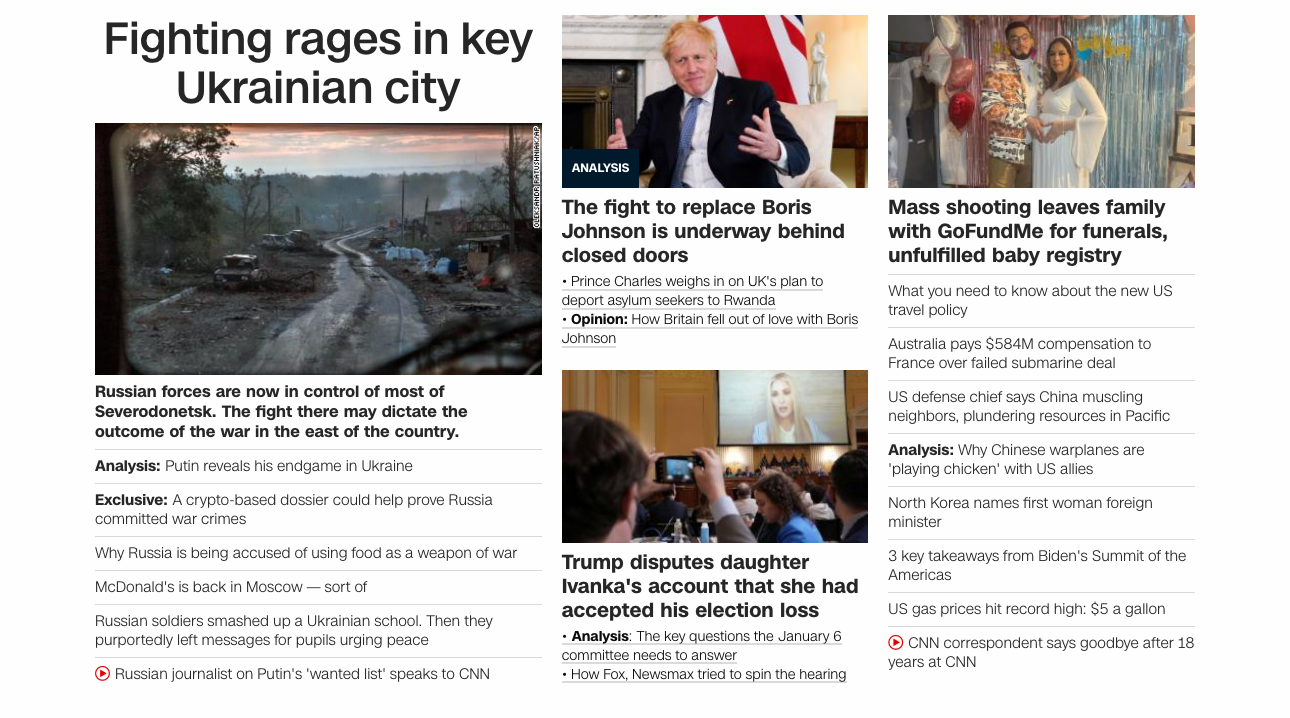 Fighting rages in key
Ukrainian city
OLEKSANDR RATUSHNIAK/AP
Russian forces are now in control of most of
Severodonetsk. The fight there may dictate the
outcome of the war in the east of the country.
Analysis: Putin reveals his endgame in Ukraine
Exclusive: A crypto-based dossier could help prove Russia
committed war crimes
Why Russia is being accused of using food as a weapon of war
McDonald's is back in Moscow — sort of
Russian soldiers smashed up a Ukrainian school. Then they
purportedly left messages for pupils urging peace
Russian journalist on Putin's 'wanted list' speaks to CNN
ANALYSIS
The fight to replace Boris
Johnson is underway behind
closed doors
• Prince Charles weighs in on UK's plan to
deport asylum seekers to Rwanda
• Opinion: How Britain fell out of love with Boris
Johnson
Trump disputes daughter
Ivanka's account that she had
accepted his election loss
• Analysis: The key questions the January 6
committee needs to answer
• How Fox, Newsmax tried to spin the hearing
Mass shooting leaves family
with GoFundMe for funerals,
unfulfilled baby registry
What you need to know about the new US
travel policy
Australia pays $584M compensation to
France over failed submarine deal
US defense chief says China muscling
neighbors, plundering resources in Pacific
Analysis: Why Chinese warplanes are
'playing chicken' with US allies
North Korea names first woman foreign
minister
3 key takeaways from Biden's Summit of the
Americas
US gas prices hit record high: $5 a gallon
CNN correspondent says goodbye after 18
years at CNN